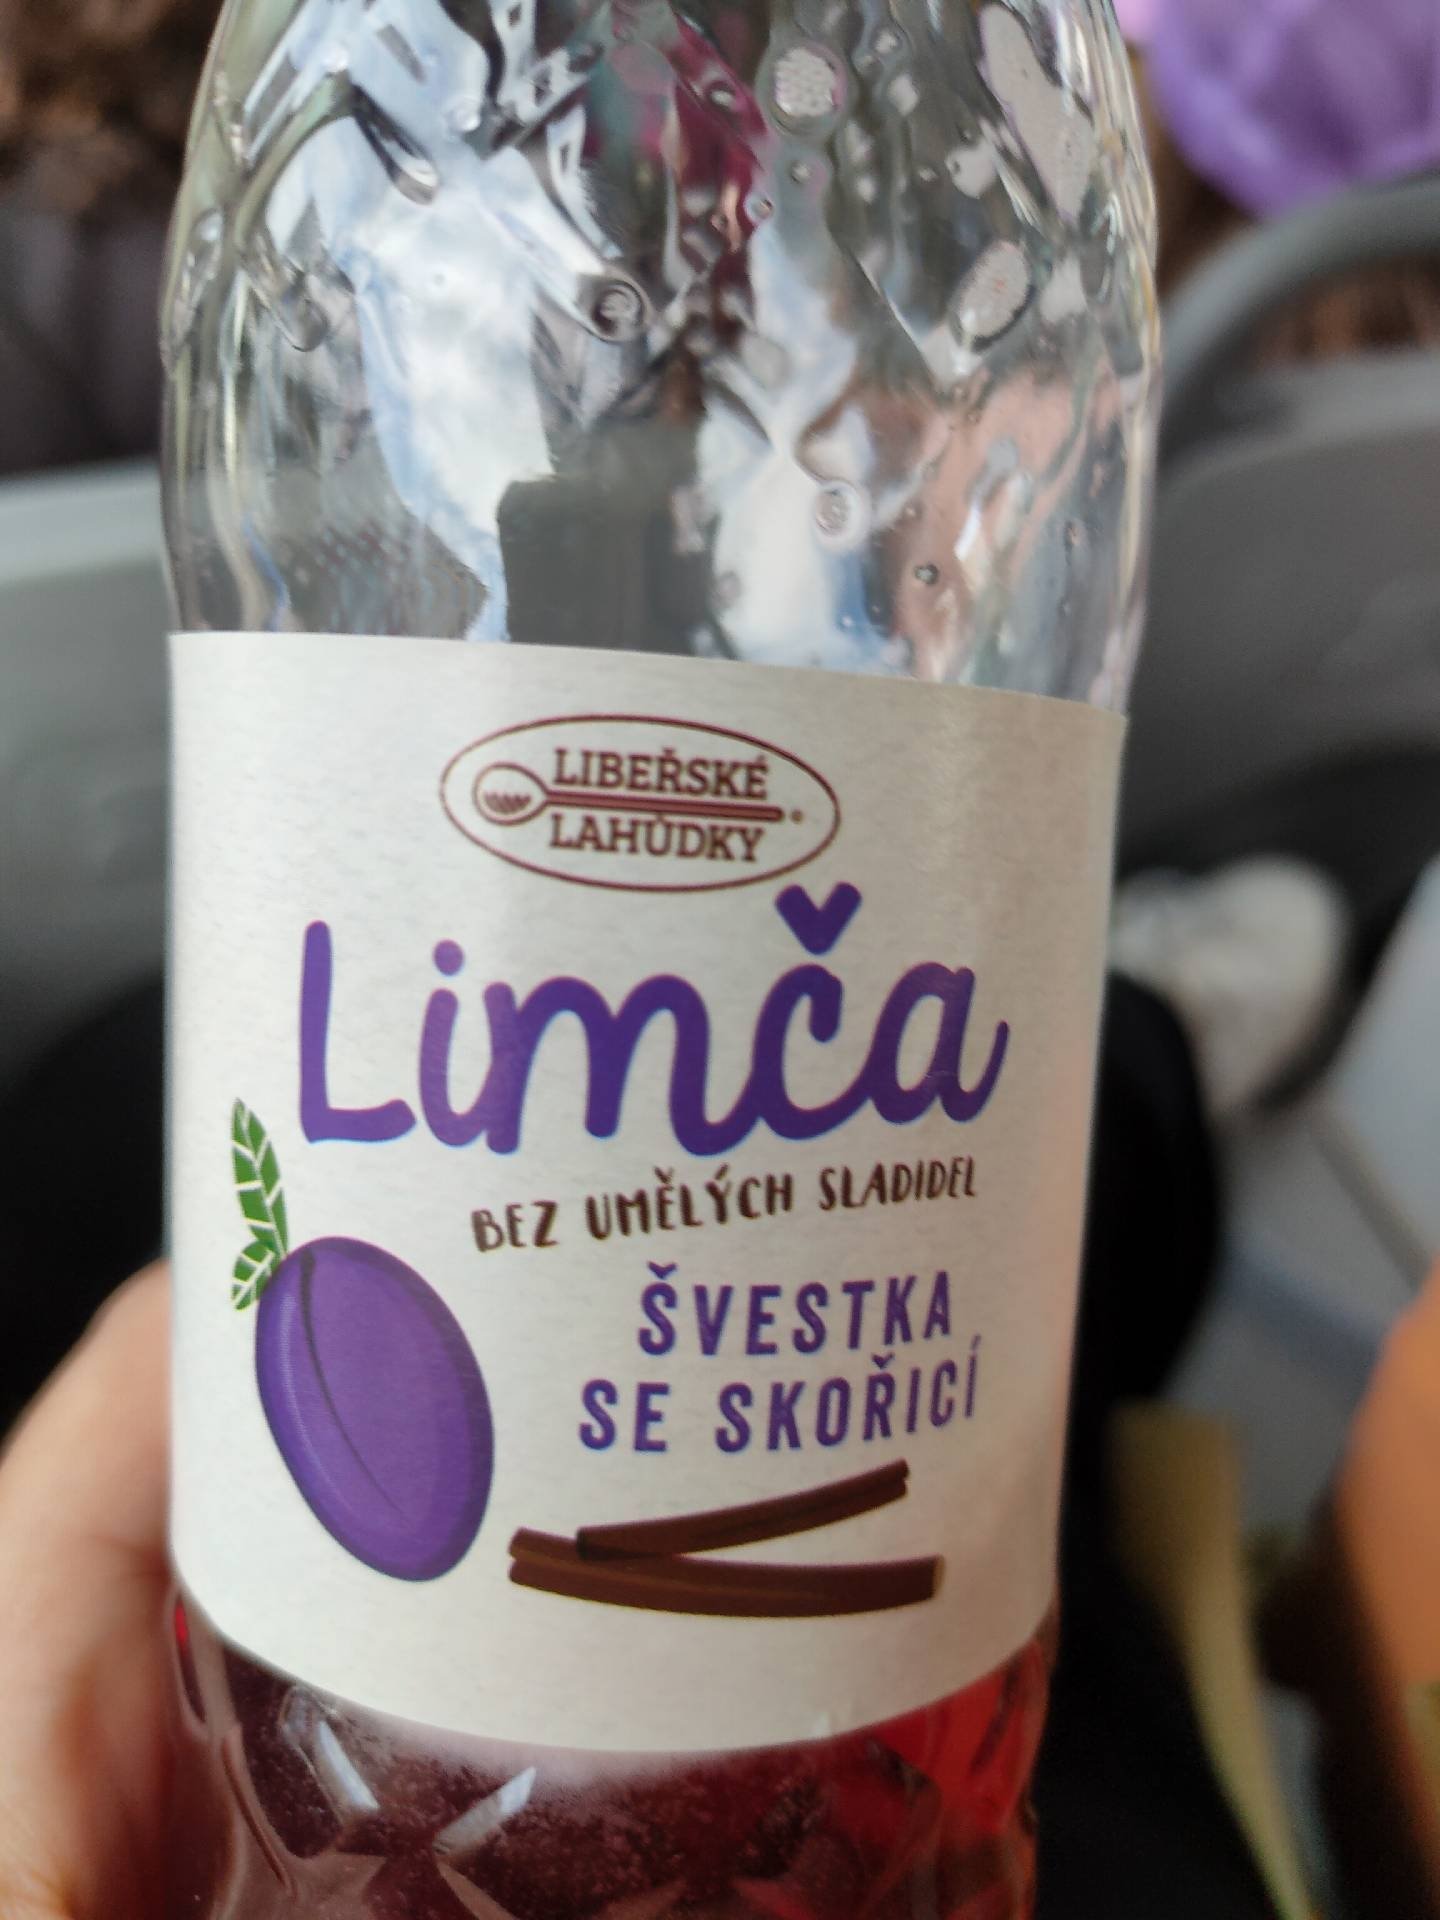 LIBEŘSKÉ
LAHŮDKY
Limča
BEZ UMĚLÝCH SLADIDEL
ŠVESTKA
SE SKOŘICÍ